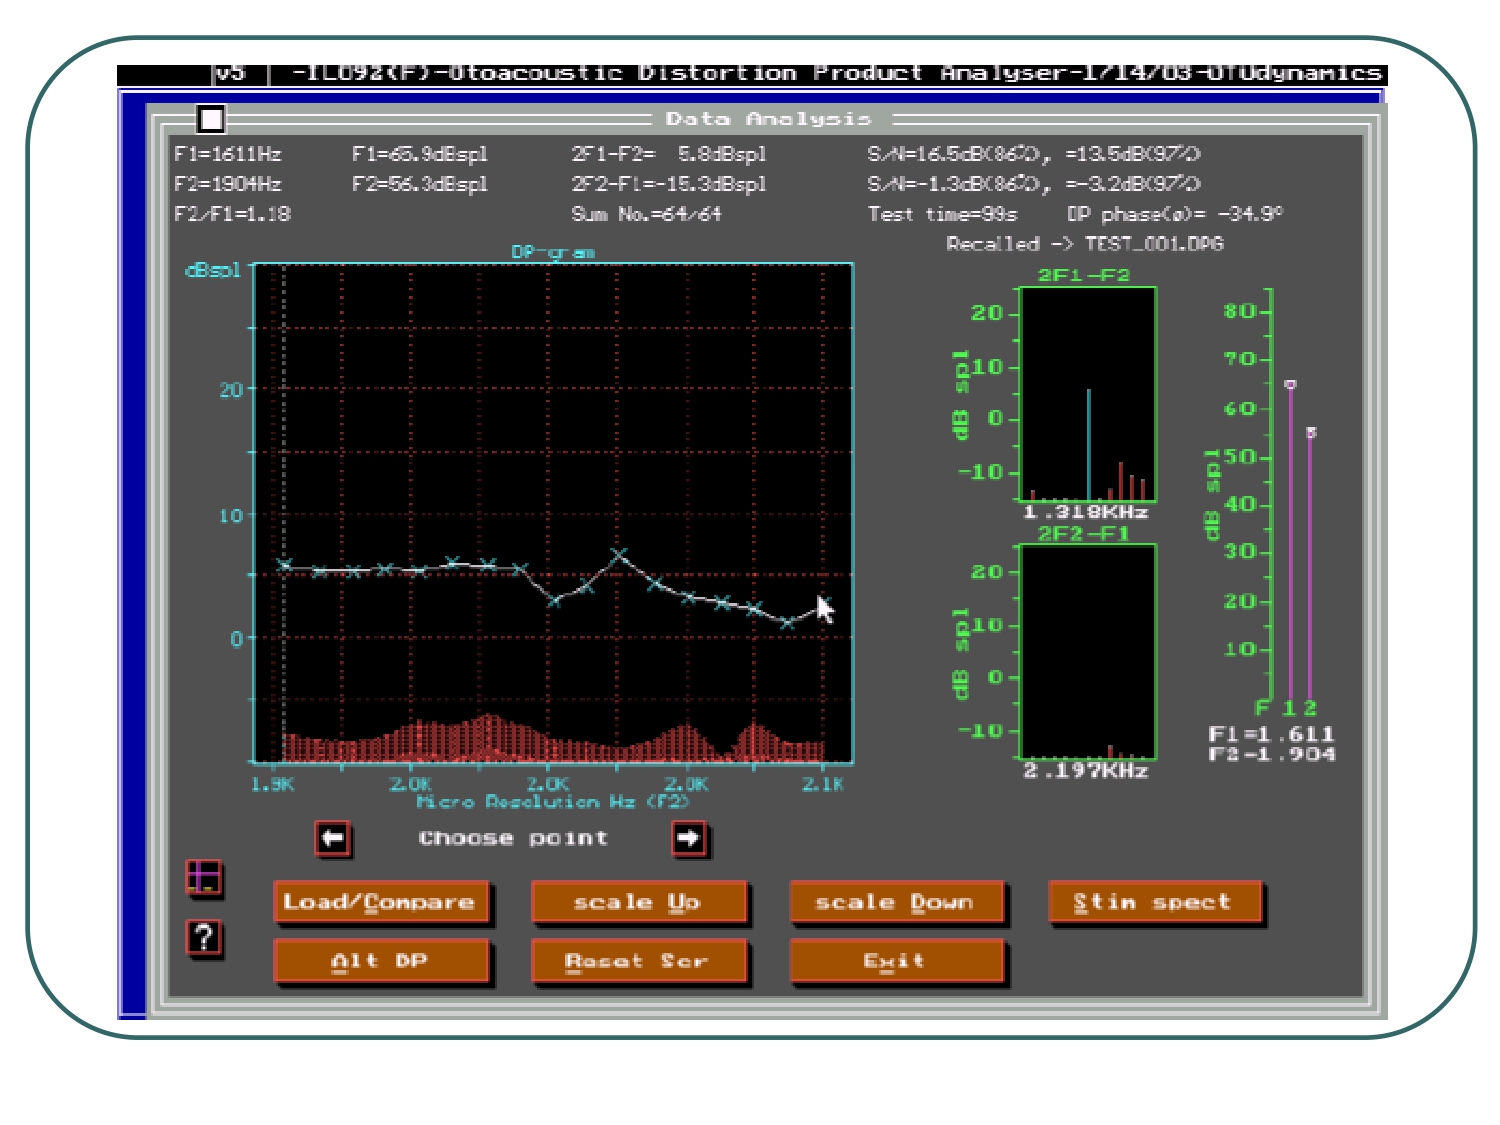 v5 | -ILO92(F)-Otoacoustic Distortion Product Analyser-1/14/03-OTOdynamics
Data Analysis
F1=1611Hz F1=65.9dBspl 2F1-F2= 5.8dBspl S/N=16.5dB(86%), =13.5dB(97%)
F2=1904Hz F2=56.3dBspl 2F2-F1=-15.3dBspl S/N=-1.3dB(86%), =-3.2dB(97%)
F2/F1=1.18 Sum No.=64/64 Test time=99s DP phase(ø)= -34.9º
Recalled -> TEST_001.DPG
DP-gram
dBspl
20
10
0
1.9K 2.0K 2.0K 2.0K 2.1K
Micro Resolution Hz (F2)
2F1-F2
dB spl
20
10
0
-10
1.318KHz
2F2-F1
dB spl
20
10
0
-10
2.197KHz
dB spl
80
70
60
50
40
30
20
10
F 1 2
F1=1.611
F2-1.904
Choose point
Load/Compare scale Up scale Down Stim spect
?
Alt DP Reset Scr Exit